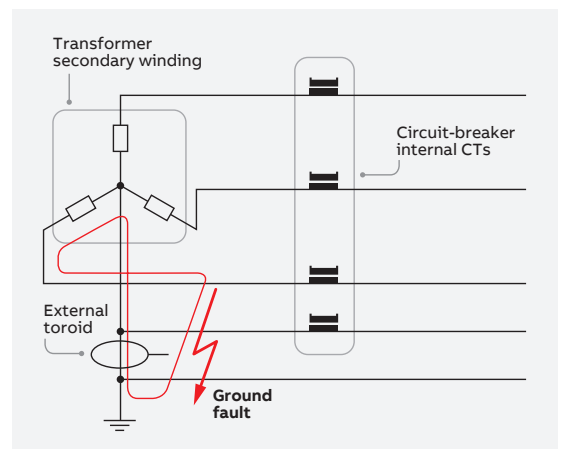 Transformer
secondary winding
Circuit-breaker
internal CTs
External
toroid
Ground
fault